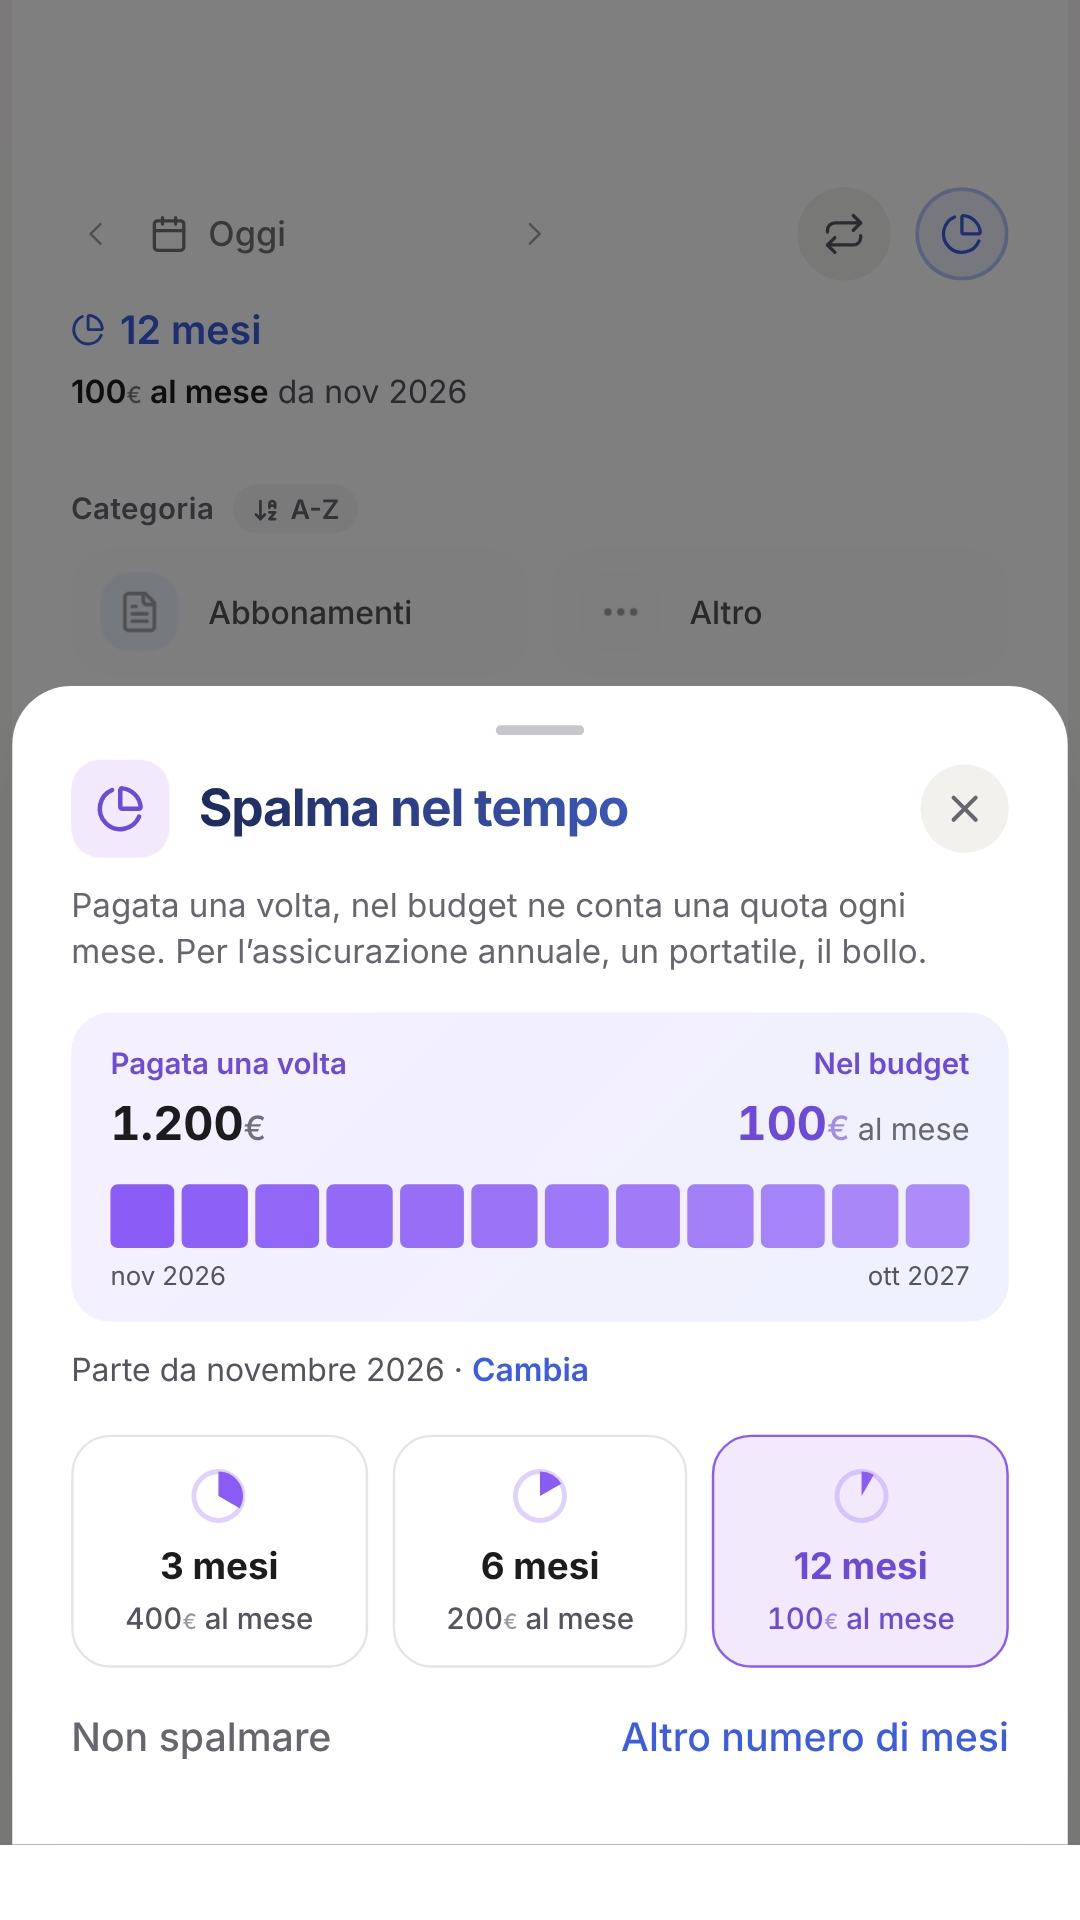 Oggi
12 mesi
100€ al mese da nov 2026
Categoria
A-Z
Abbonamenti
Altro
Spalma nel tempo
Pagata una volta, nel budget ne conta una quota ogni
mese. Per l’assicurazione annuale, un portatile, il bollo.
Pagata una volta
Nel budget
1.200€
100€ al mese
nov 2026
ott 2027
Parte da novembre 2026 · Cambia
3 mesi
400€ al mese
6 mesi
200€ al mese
12 mesi
100€ al mese
Non spalmare
Altro numero di mesi